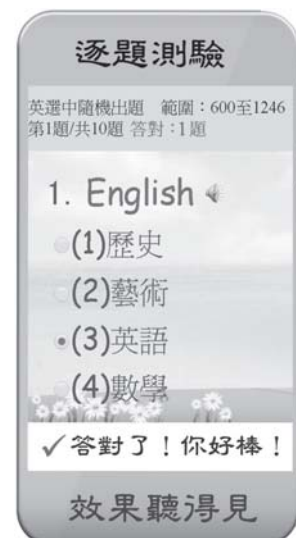 逐題測驗
英選中隨機出題 範圍：600至1246
第1題/共10題 答對：1題
1. English
(1)歷史
(2)藝術
(3)英語
(4)數學
✓答對了！你好棒！
效果聽得見